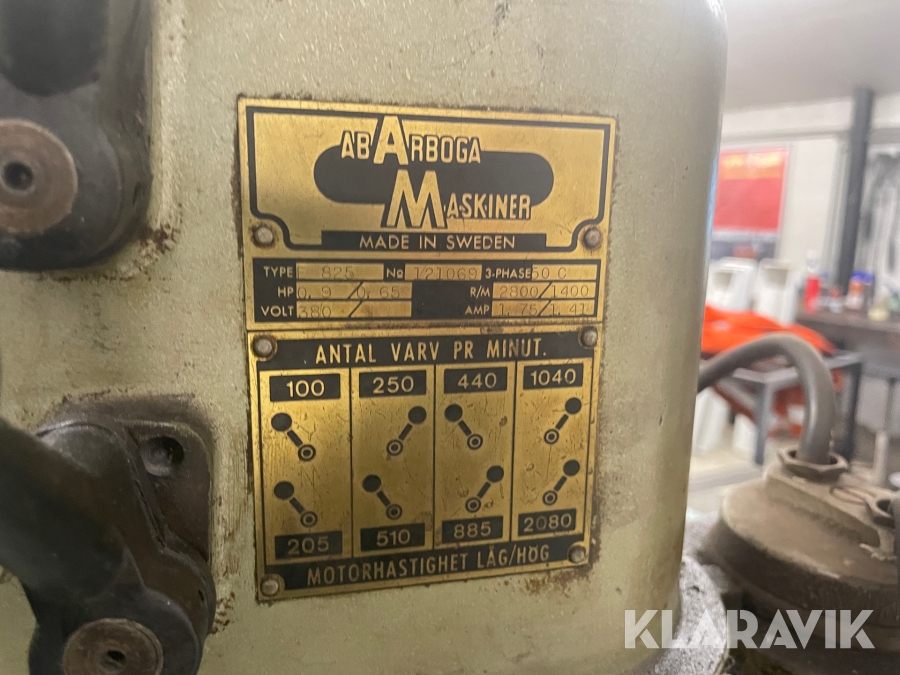 AB ARBOGA
MASKINER
MADE IN SWEDEN
TYPE E 825 No 121069 3-PHASE 50 C
HP 0,9 / 0,65 R/M 2800/1400
VOLT 380 / AMP 1,75/1,41
ANTAL VARV PR MINUT.
100 250 440 1040
205 510 885 2080
MOTORHASTIGHET LÅG/HÖG
KLARAVIK